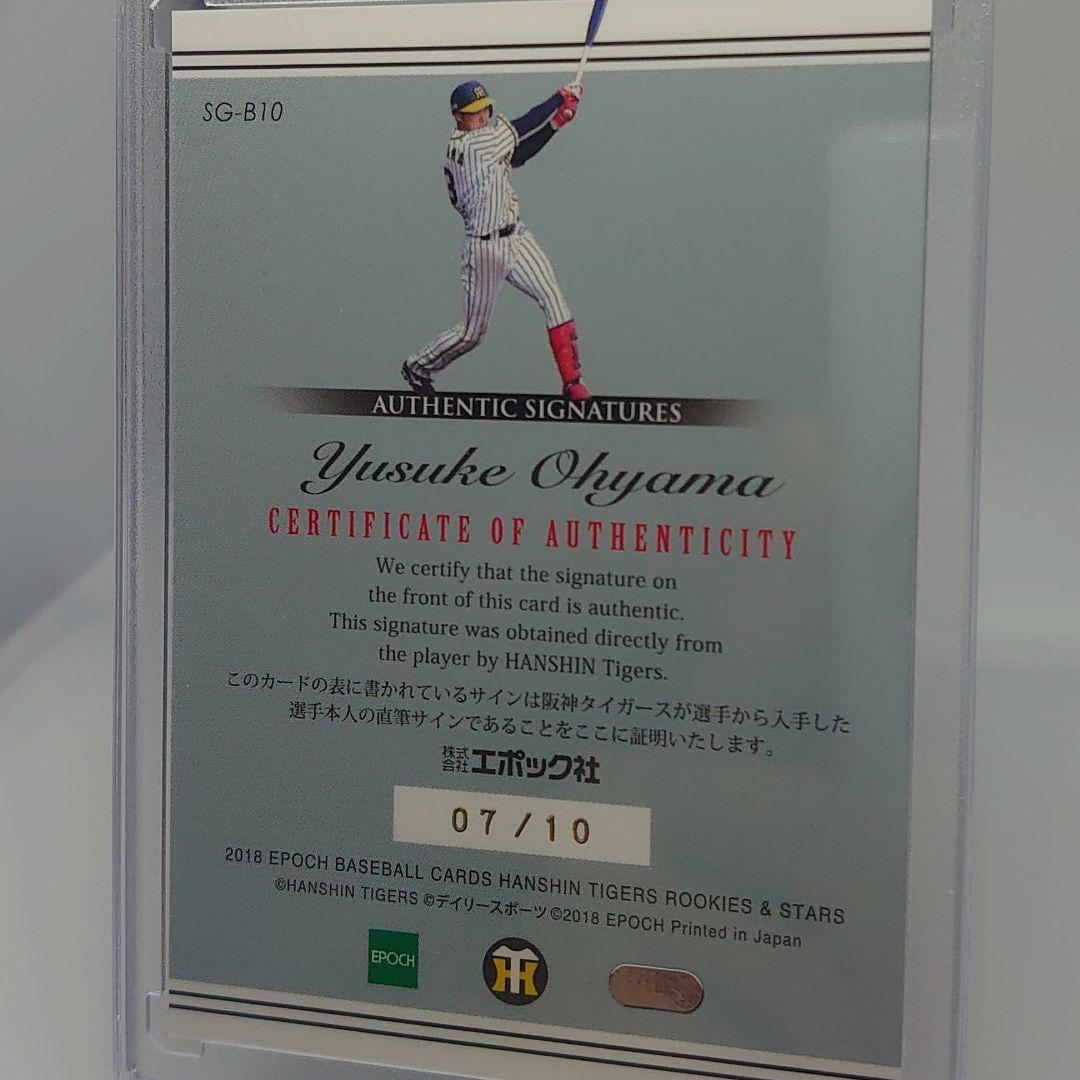 SG-B10
AUTHENTIC SIGNATURES
Yusuke Ohyama
CERTIFICATE OF AUTHENTICITY
We certify that the signature on
the front of this card is authentic.
This signature was obtained directly from
the player by HANSHIN Tigers.
このカードの表に書かれているサインは阪神タイガースが選手から入手した
選手本人の直筆サインであることをここに証明いたします。
株式会社エポック社
07/10
2018 EPOCH BASEBALL CARDS HANSHIN TIGERS ROOKIES & STARS
©HANSHIN TIGERS ©デイリースポーツ ©2018 EPOCH Printed in Japan
EPOCH